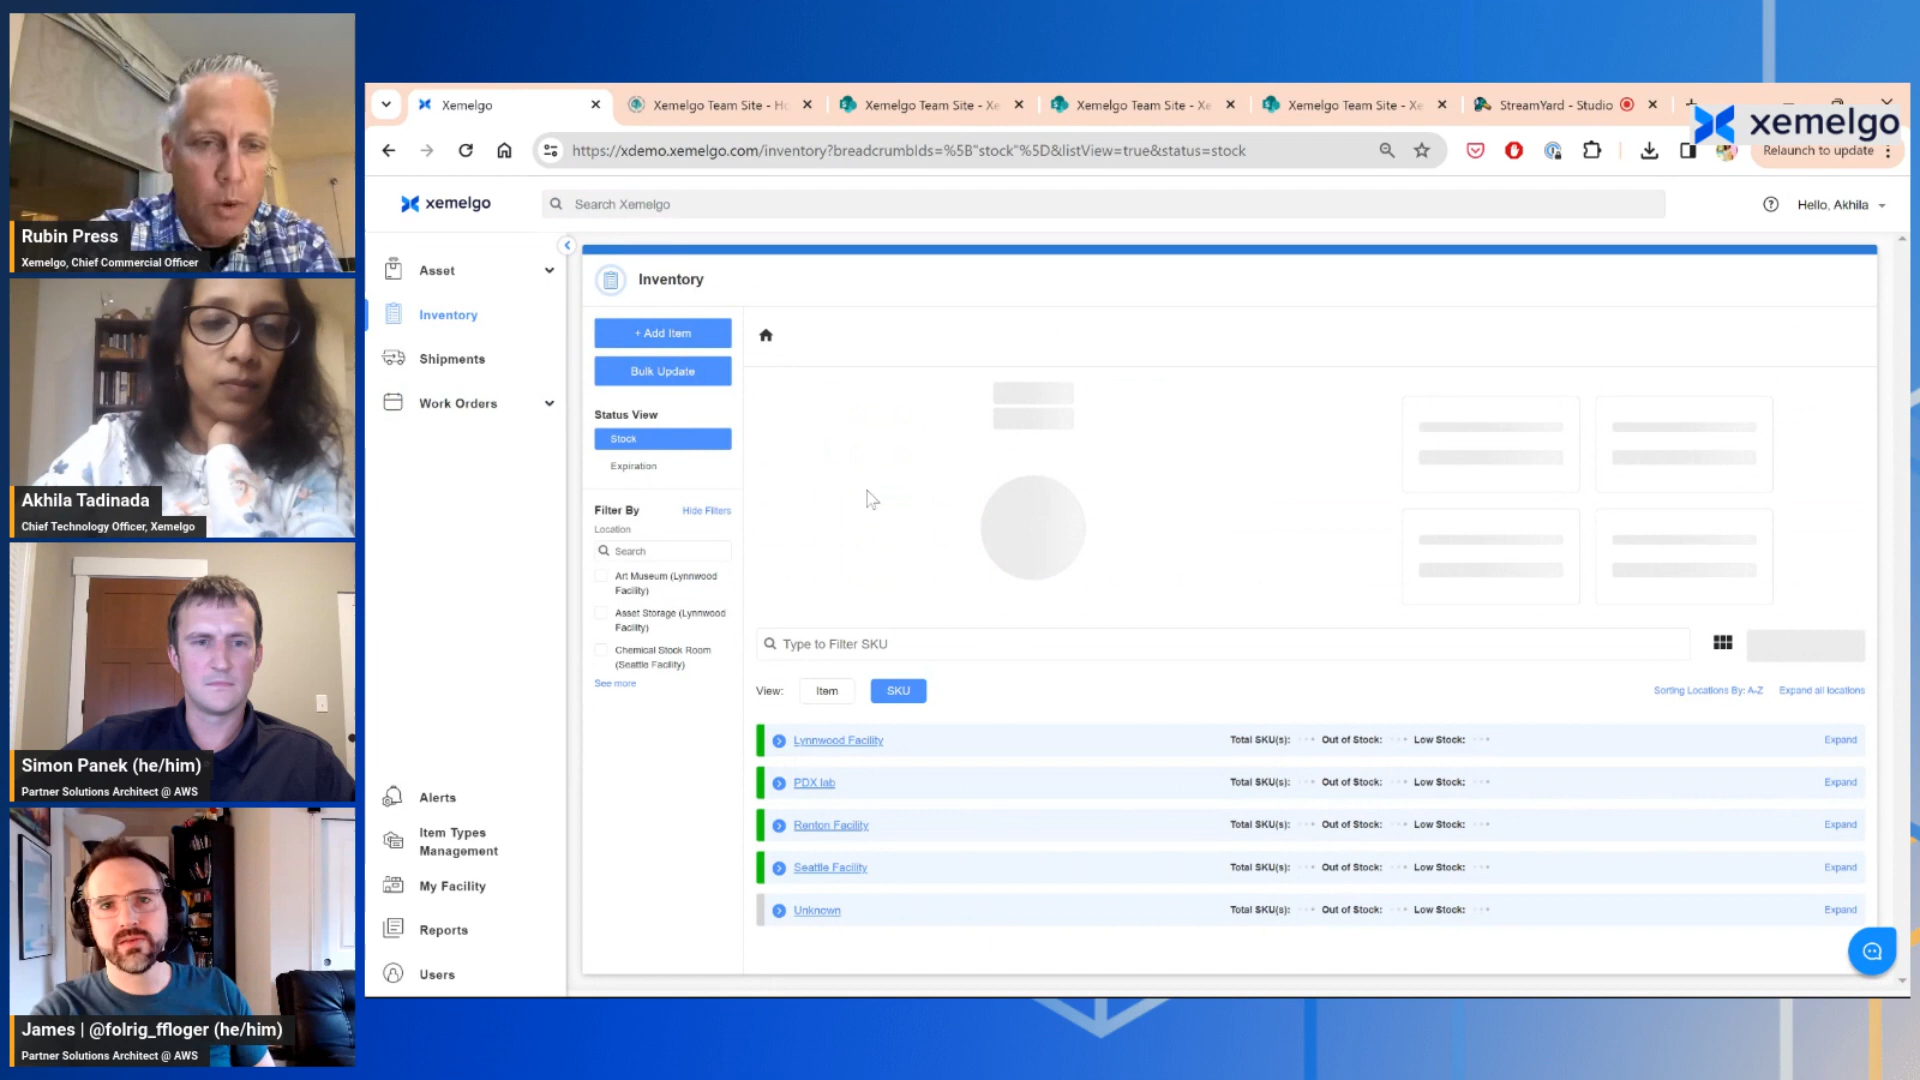 Rubin Press
Xemelgo, Chief Commercial Officer
Akhila Tadinada
Chief Technology Officer, Xemelgo
Simon Panek (he/him)
Partner Solutions Architect @ AWS
James | @folrig_ffloger (he/him)
Partner Solutions Architect @ AWS
Xemelgo
Xemelgo Team Site - Ho
Xemelgo Team Site - Xe
Xemelgo Team Site - Xe
Xemelgo Team Site - Xe
StreamYard - Studio
xemelgo
https://xdemo.xemelgo.com/inventory?breadcrumbIds=%5B"stock"%5D&listView=true&status=stock
Relaunch to update
xemelgo
Search Xemelgo
Hello, Akhila
Asset
Inventory
Shipments
Work Orders
Alerts
Item Types
Management
My Facility
Reports
Users
Inventory
+ Add Item
Bulk Update
Status View
Stock
Expiration
Filter By
Hide Filters
Location
Search
Art Museum (Lynnwood
Facility)
Asset Storage (Lynnwood
Facility)
Chemical Stock Room
(Seattle Facility)
See more
Type to Filter SKU
View:
Item
SKU
Sorting Locations By: A-Z
Expand all locations
Lynnwood Facility Total SKU(s): Out of Stock: Low Stock: Expand
PDX lab Total SKU(s): Out of Stock: Low Stock: Expand
Renton Facility Total SKU(s): Out of Stock: Low Stock: Expand
Seattle Facility Total SKU(s): Out of Stock: Low Stock: Expand
Unknown Total SKU(s): Out of Stock: Low Stock: Expand